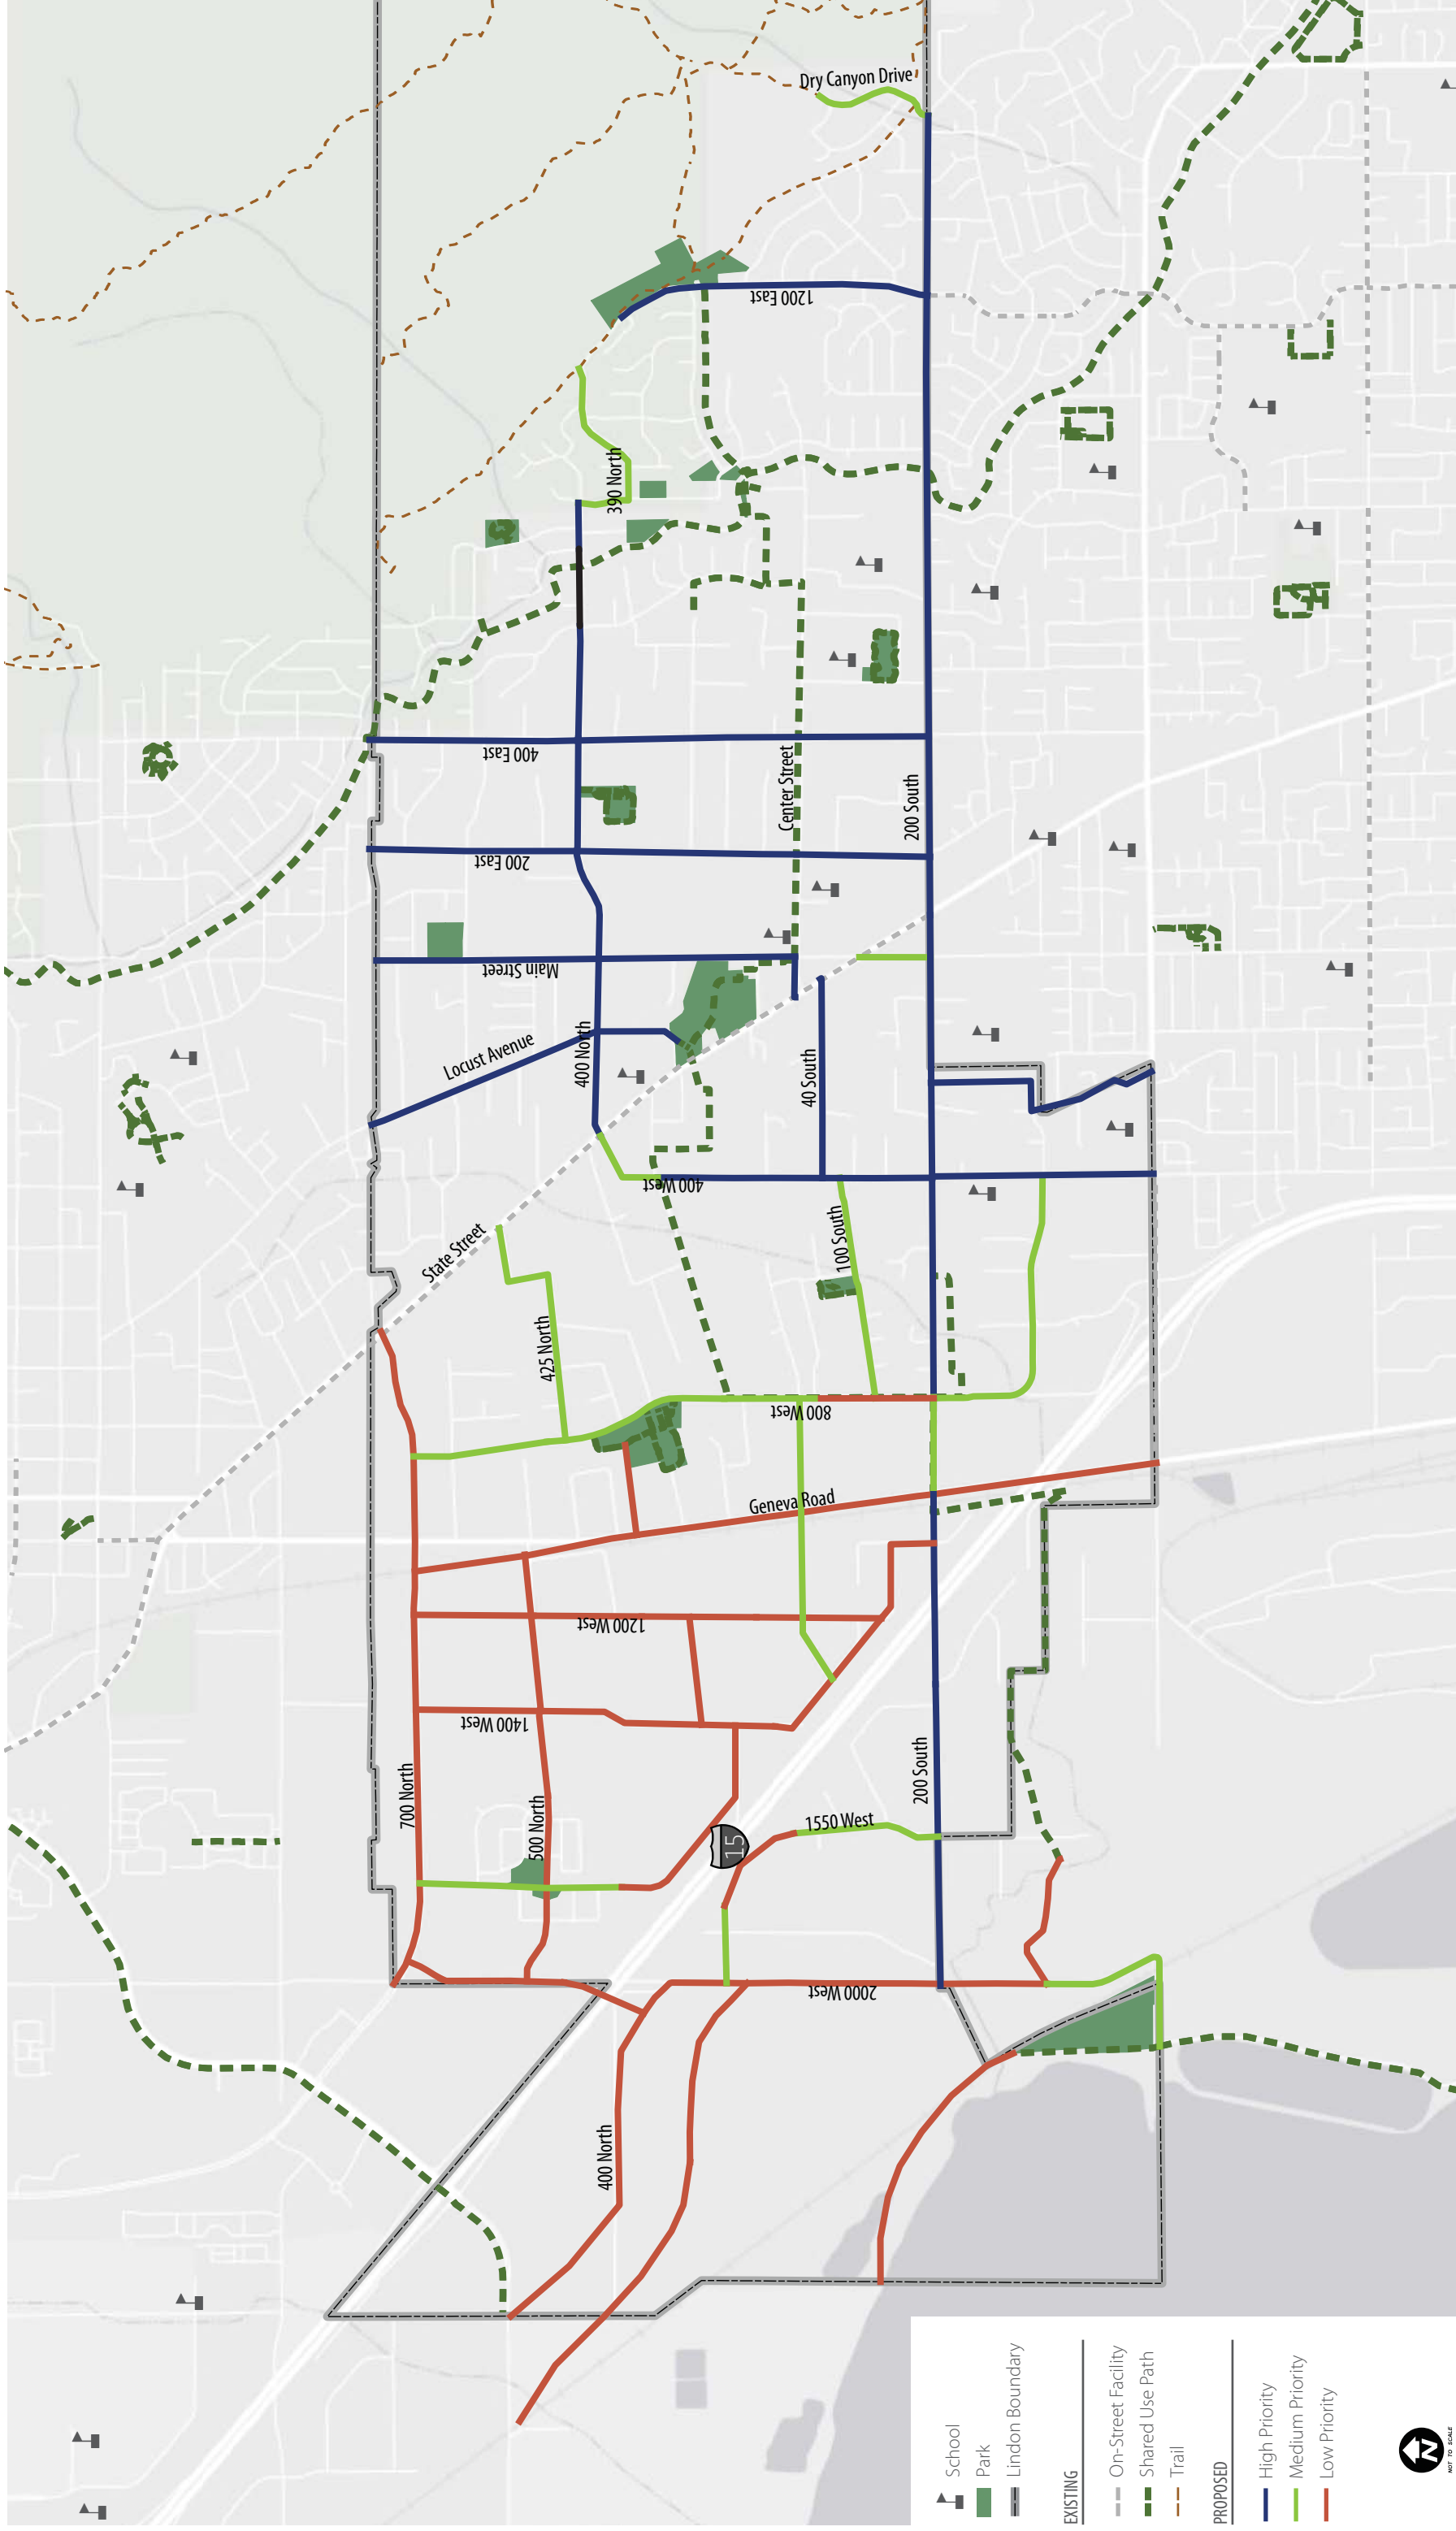 Dry Canyon Drive
1200 East
390 North
400 East
Center Street
200 South
200 East
Main Street
Locust Avenue
400 North
40 South
400 West
100 South
State Street
425 North
800 West
Geneva Road
1200 West
1400 West
700 North
500 North
15
1550 West
200 South
2000 West
400 North
School
Park
Lindon Boundary
EXISTING
On-Street Facility
Shared Use Path
Trail
PROPOSED
High Priority
Medium Priority
Low Priority
N
NOT TO SCALE